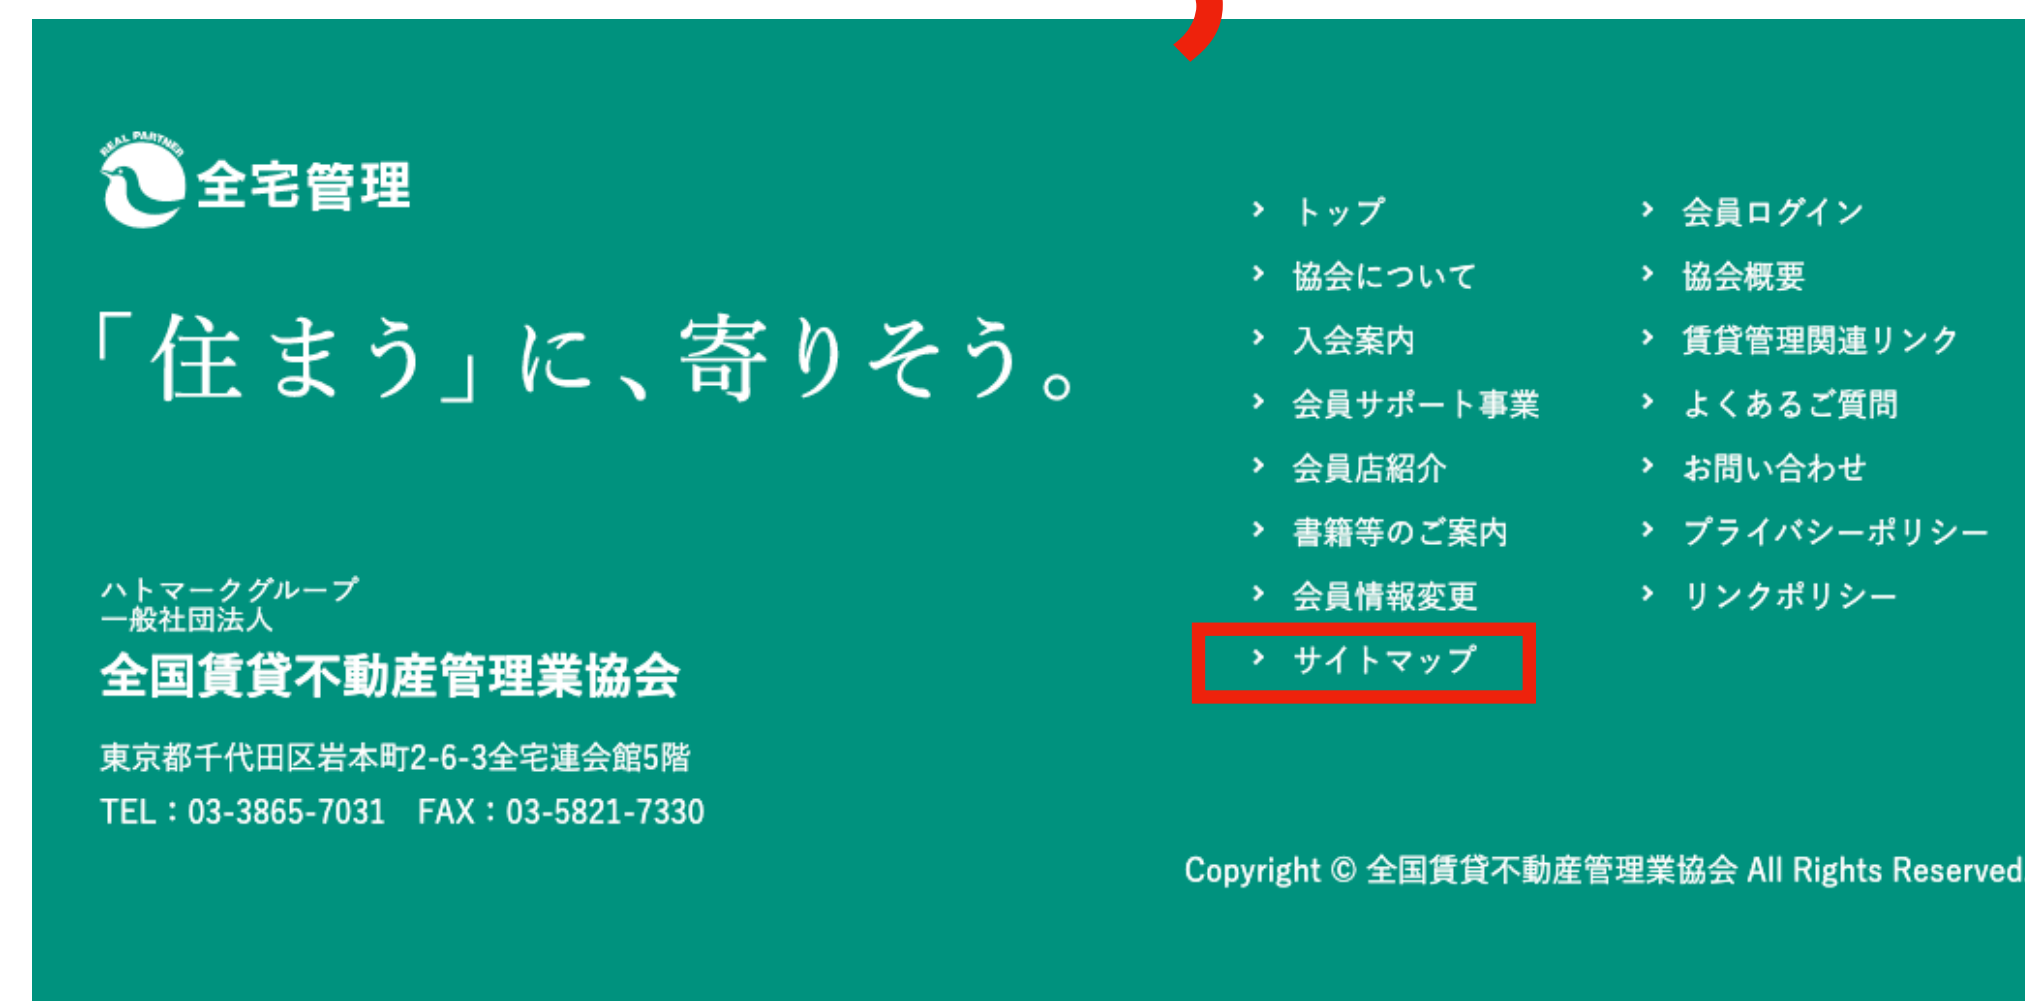 REAL PARTNER
全宅管理
「住まう」に、寄りそう。
ハトマークグループ
一般社団法人
全国賃貸不動産管理業協会
東京都千代田区岩本町2-6-3全宅連会館5階
TEL：03-3865-7031　FAX：03-5821-7330
トップ
協会について
入会案内
会員サポート事業
会員店紹介
書籍等のご案内
会員情報変更
サイトマップ
会員ログイン
協会概要
賃貸管理関連リンク
よくあるご質問
お問い合わせ
プライバシーポリシー
リンクポリシー
Copyright © 全国賃貸不動産管理業協会 All Rights Reserved.